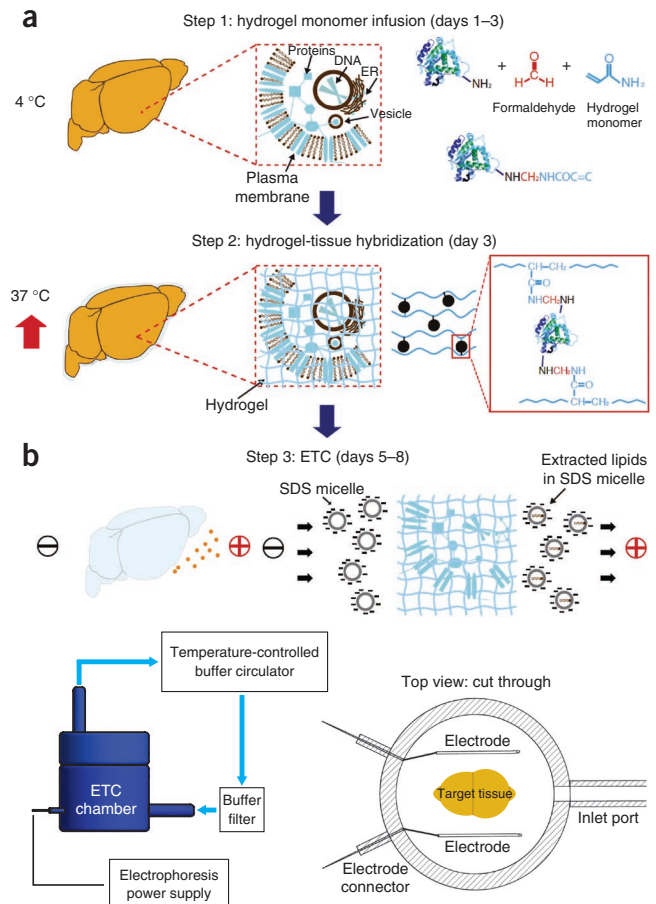 a
Step 1: hydrogel monomer infusion (days 1–3)
4 °C
Proteins
DNA
ER
Vesicle
Plasma
membrane
NH₂
+
H
O
C
H
+
O
NH₂
Formaldehyde
Hydrogel
monomer
NHCH₂NHCOC=C
Step 2: hydrogel-tissue hybridization (day 3)
37 °C
Hydrogel
CH–CH₂
C=O
NHCH₂NH
NHCH₂–NH
C=O
CH–CH₂
b
Step 3: ETC (days 5–8)
SDS micelle
Extracted lipids
in SDS micelle
Temperature-controlled
buffer circulator
ETC
chamber
Buffer
filter
Electrophoresis
power supply
Top view: cut through
Electrode
Target tissue
Inlet port
Electrode
Electrode
connector